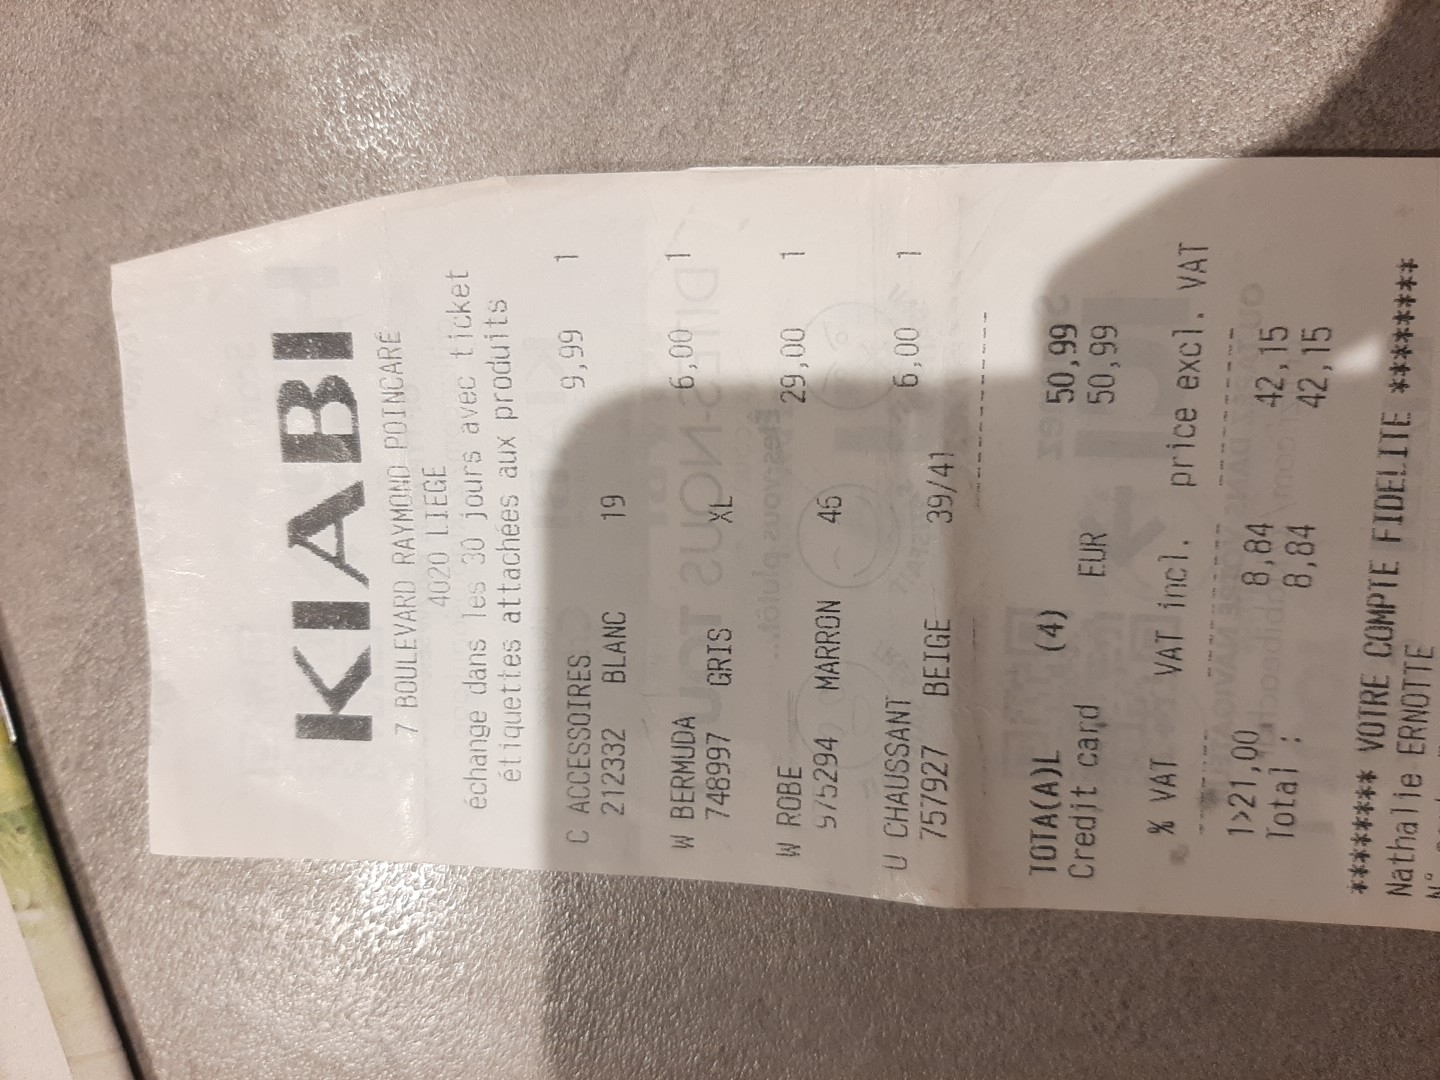 KIABI
7 BOULEVARD RAYMOND POINCARÉ
4020 LIEGE
échange dans les 30 jours avec ticket
étiquettes attachées aux produits
C ACCESSOIRES 9,99 1
212332 BLANC 19
W BERMUDA 6,00 1
748997 GRIS XL
W ROBE 29,00 1
975294 MARRON 46
U CHAUSSANT 6,00 1
757927 BEIGE 39/41
TOTA(A)L (4) 50,99
Credit card EUR 50,99
% VAT VAT incl. price excl. VAT
1>21,00 8,84 42,15
Total : 8,84 42,15
******* VOTRE COMPTE FIDELITE *******
Nathalie ERNOTTE
N°